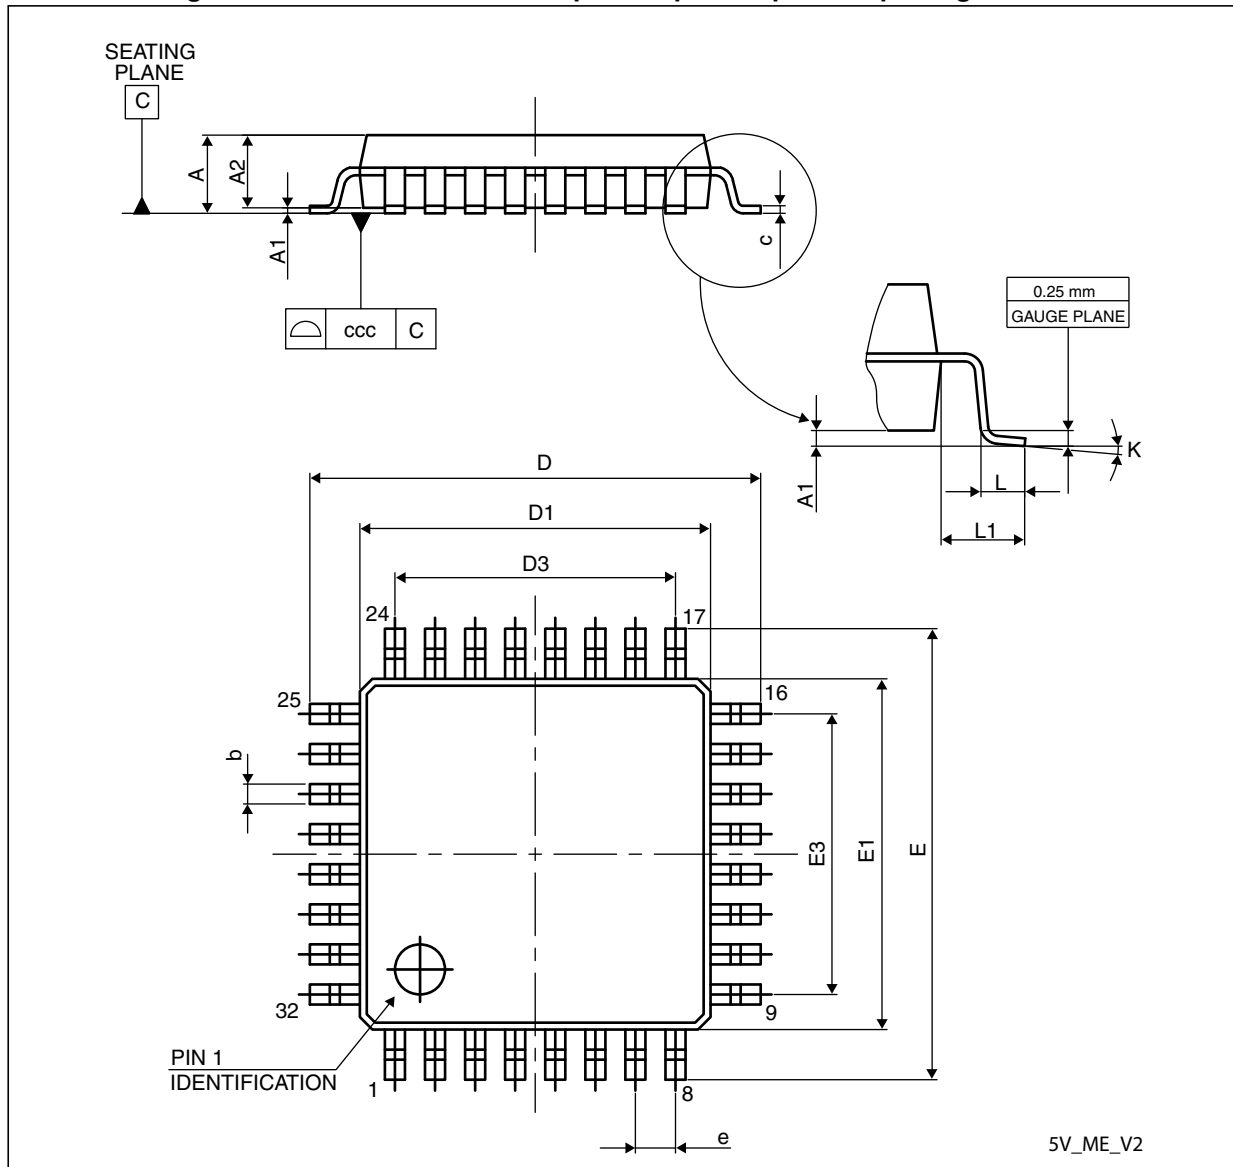 SEATING
PLANE
C
A
A2
A1
c
ccc
C
0.25 mm
GAUGE PLANE
A1
K
L
L1
D
D1
D3
24
17
25
16
b
E3
E1
E
32
9
PIN 1
IDENTIFICATION
1
8
e
5V_ME_V2